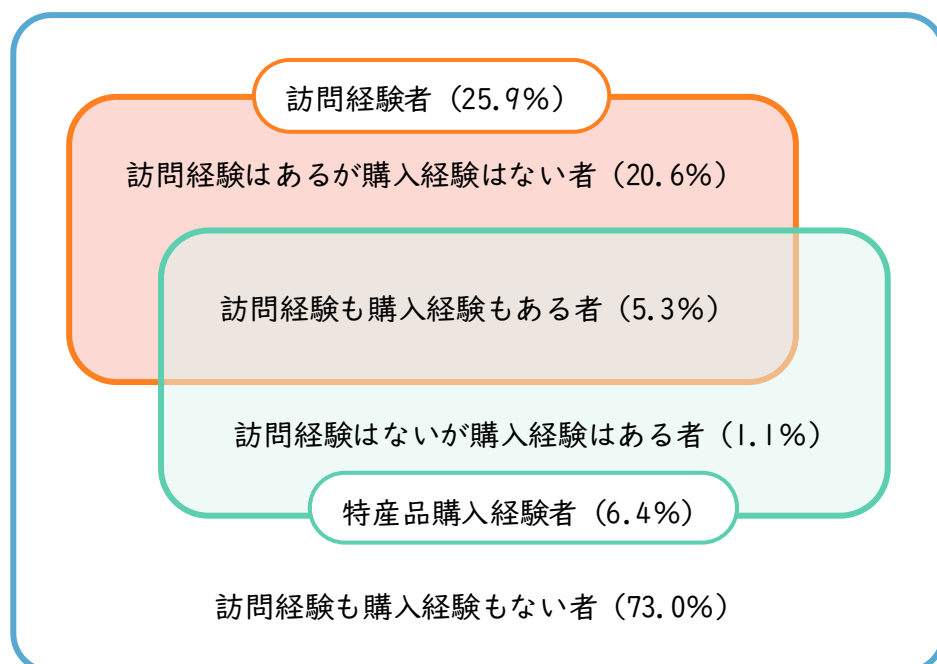 訪問経験者（25.9%）
訪問経験はあるが購入経験はない者（20.6%）
訪問経験も購入経験もある者（5.3%）
訪問経験はないが購入経験はある者（1.1%）
特産品購入経験者（6.4%）
訪問経験も購入経験もない者（73.0%）